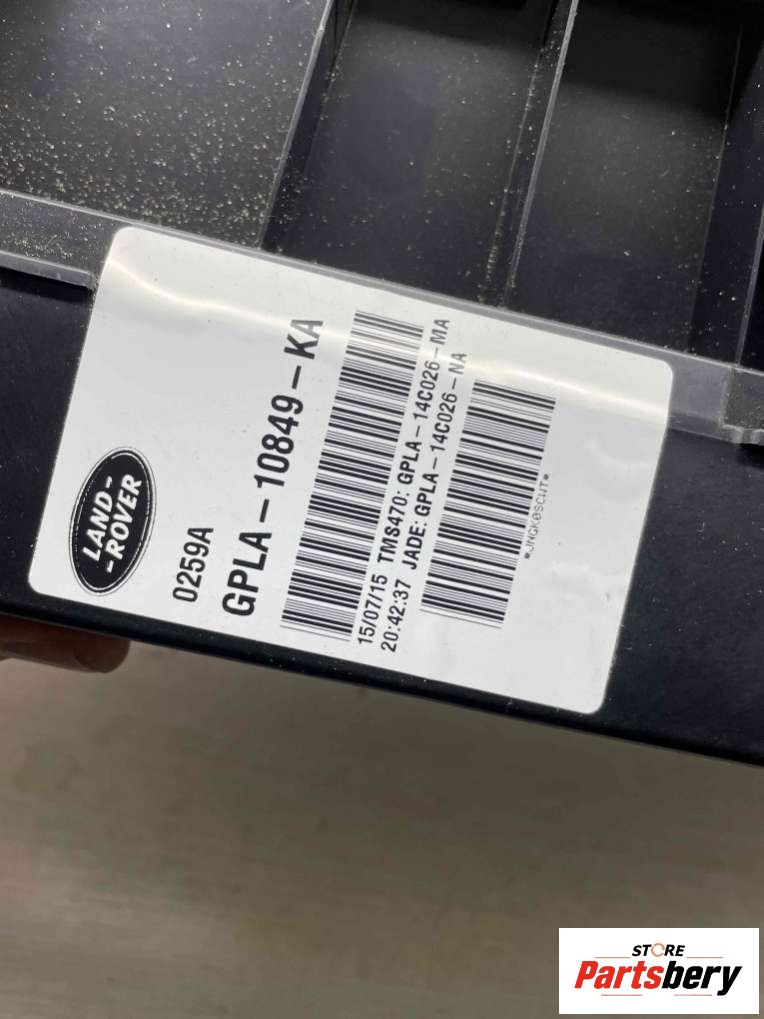 LAND-
-ROVER
0259A
GPLA-10849-KA
15/07/15 TMS470: GPLA-14C026-MA
20:42:37 JADE: GPLA-14C026-NA
*JNGK0SCHT*
STORE
Partsbery